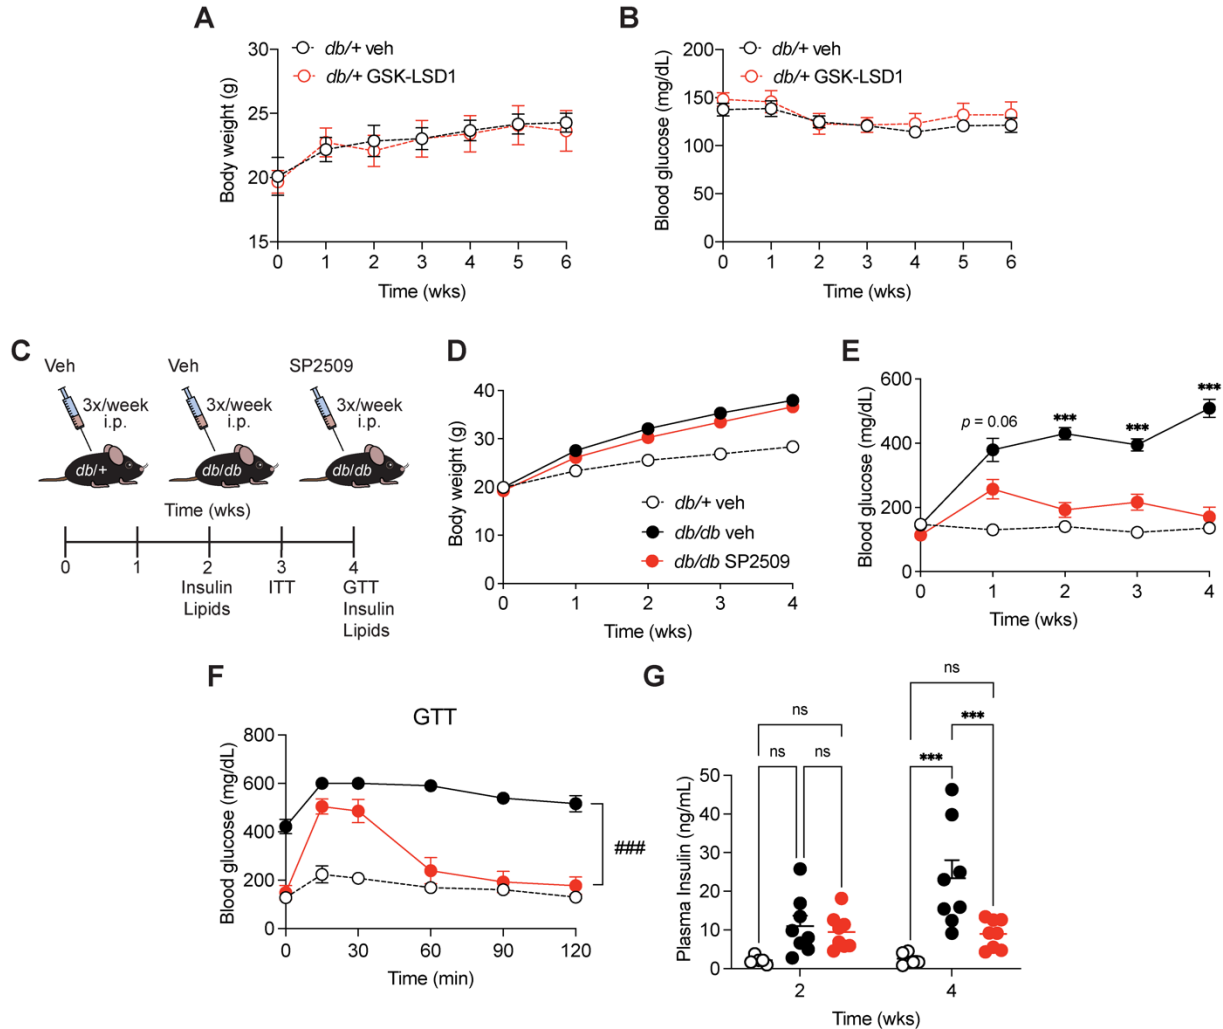 A
db/+ veh
db/+ GSK-LSD1
Body weight (g)
30
25
20
15
0 1 2 3 4 5 6
Time (wks)
B
db/+ veh
db/+ GSK-LSD1
Blood glucose (mg/dL)
200
150
100
50
0
0 1 2 3 4 5 6
Time (wks)
C
Veh Veh SP2509
3x/week 3x/week 3x/week
i.p. i.p. i.p.
db/+ db/db db/db
Time (wks)
0 1 2 3 4
Insulin ITT GTT
Lipids Insulin
Lipids
D
Body weight (g)
40
30
20
10
0
db/+ veh
db/db veh
db/db SP2509
0 1 2 3 4
Time (wks)
E
Blood glucose (mg/dL)
600
400
200
0
p = 0.06
***
***
***
0 1 2 3 4
Time (wks)
F
GTT
Blood glucose (mg/dL)
800
600
400
200
0
###
0 30 60 90 120
Time (min)
G
ns
ns
ns ns
***
***
Plasma Insulin (ng/mL)
50
40
30
20
10
0
2 4
Time (wks)